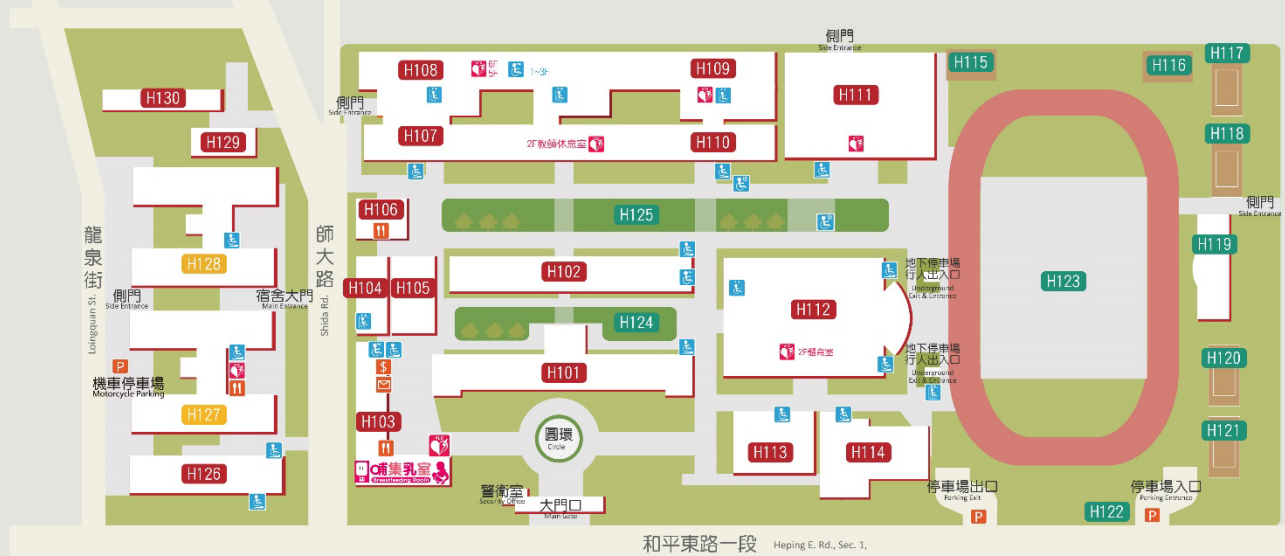 側門
Side Entrance
H117
H115
H116
H108
6F
5F
1~3F
H109
H111
H130
側門
Side Entrance
H107
2F教師休息室
H110
H118
H129
H106
H125
側門
Side Entrance
龍泉街
Loingquan St.
師大路
Shida Rd.
H119
H128
H102
地下停車場
行人出入口
Underground
Exit & Entrance
H104
H105
H123
側門
Side Entrance
宿舍大門
Main Entrance
H112
H124
2F
地下停車場
行人出入口
Underground
Exit & Entrance
P
機車停車場
Motorcycle Parking
H101
$
H120
H127
H103
圓環
Circle
H113
H114
H121
H126
哺集乳室
Breastfeeding Room
警衛室
Security Office
大門口
Main Gate
停車場出口
Parking Exit
P
H122
停車場入口
Parking Entrance
P
和平東路一段 Heping E. Rd., Sec. 1,